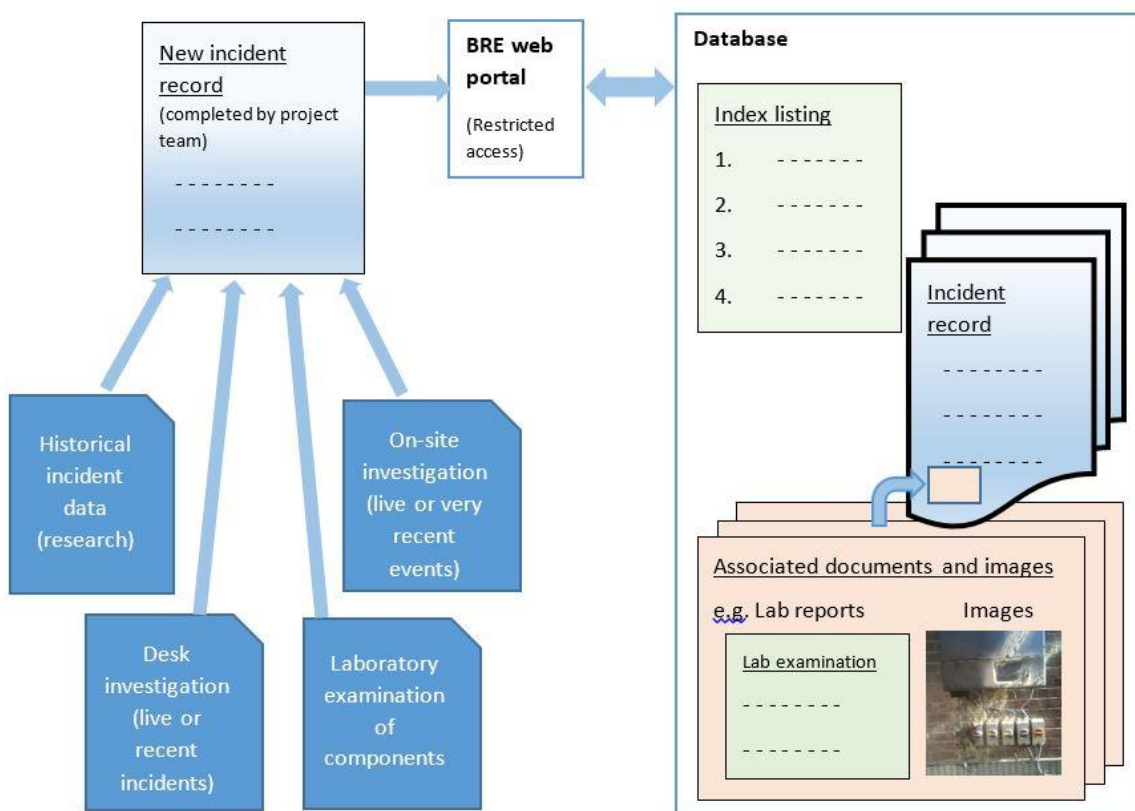 New incident
record
(completed by project
team)
- - - - - - - -
- - - - - - - -
BRE web
portal
(Restricted
access)
Database
Index listing
1. - - - - - - -
2. - - - - - - -
3. - - - - - - -
4. - - - - - - -
Incident
record
- - - - - - - -
- - - - - - - -
- - - - - - - -
Historical
incident
data
(research)
On-site
investigation
(live or very
recent
events)
Desk
investigation
(live or
recent
incidents)
Laboratory
examination
of
components
Associated documents and images
e.g. Lab reports
Images
Lab examination
- - - - - - - -
- - - - - - - -